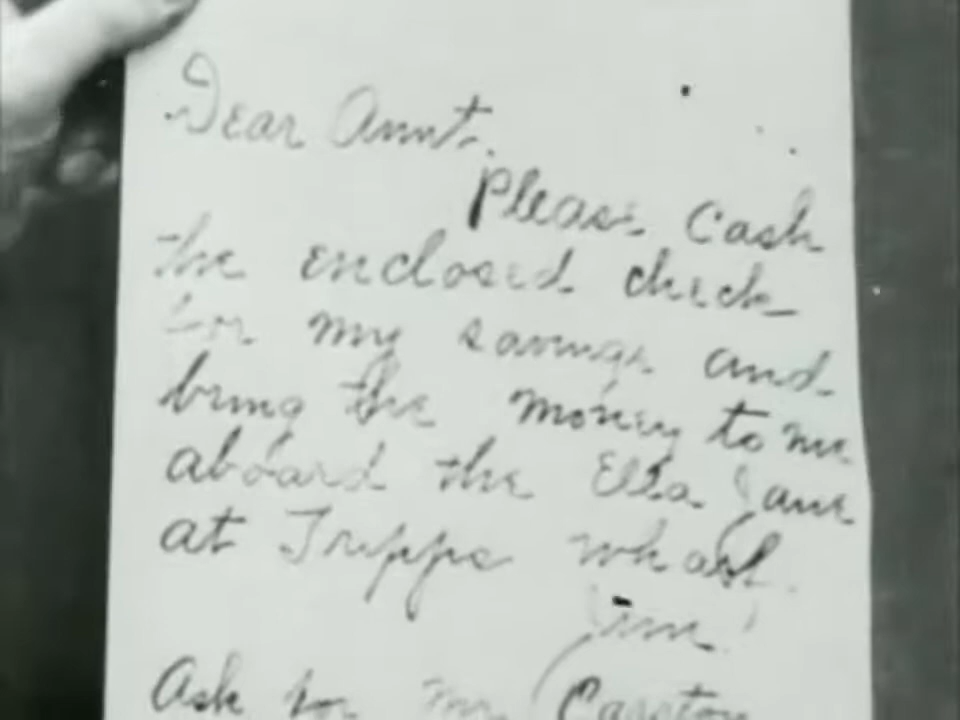 Dear Aunt.
Please cash
the enclosed check
for my savings and
bring the money to me
aboard the Ella Jane
at Tripps wharf.
Jim
Ask for Mr